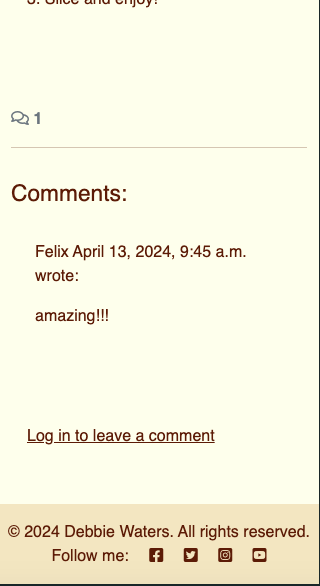 5. Slice and enjoy!
1
Comments:
Felix April 13, 2024, 9:45 a.m.
wrote:
amazing!!!
Log in to leave a comment
© 2024 Debbie Waters. All rights reserved.
Follow me: